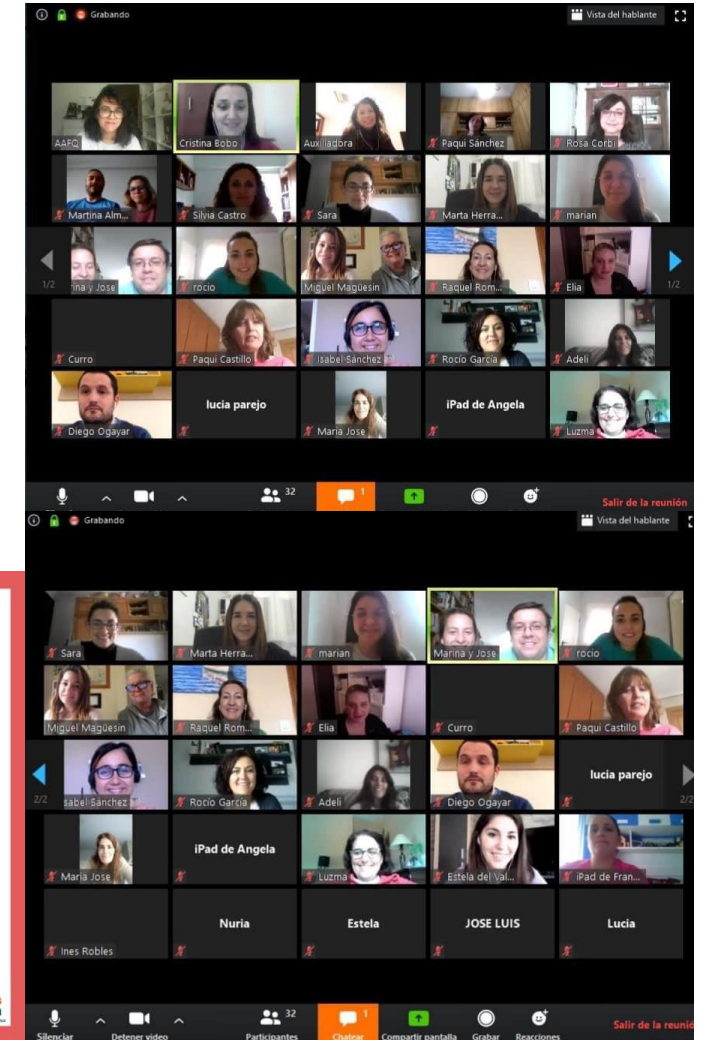 Grabando
Vista del hablante
AAFQ
Cristina Bobo
Auxiliadora
Paqui Sánchez
Rosa Corbi
Martina Alm...
Silvia Castro
Sara
Marta Herra...
marian
1/2
rina y Jose
rocio
Miguel Magüesin
Raquel Rom...
Elia
1/2
Curro
Paqui Castillo
Isabel Sánchez
Rocío García
Adeli
Diego Ogayar
lucia parejo
Maria Jose
iPad de Angela
Luzma
32
1
Salir de la reunión
Grabando
Vista del hablante
Sara
Marta Herra...
marian
Marina y Jose
rocio
Miguel Magüesin
Raquel Rom...
Elia
Curro
Paqui Castillo
2/2
sabel Sánchez
Rocío García
Adeli
Diego Ogayar
lucia parejo
2/2
Maria Jose
iPad de Angela
Luzma
Estela del Val...
iPad de Fran...
Ines Robles
Nuria
Estela
JOSE LUIS
Lucia
32
1
Silenciar
Detener video
Participantes
Chatear
Compartir pantalla
Grabar
Reacciones
Salir de la reunió